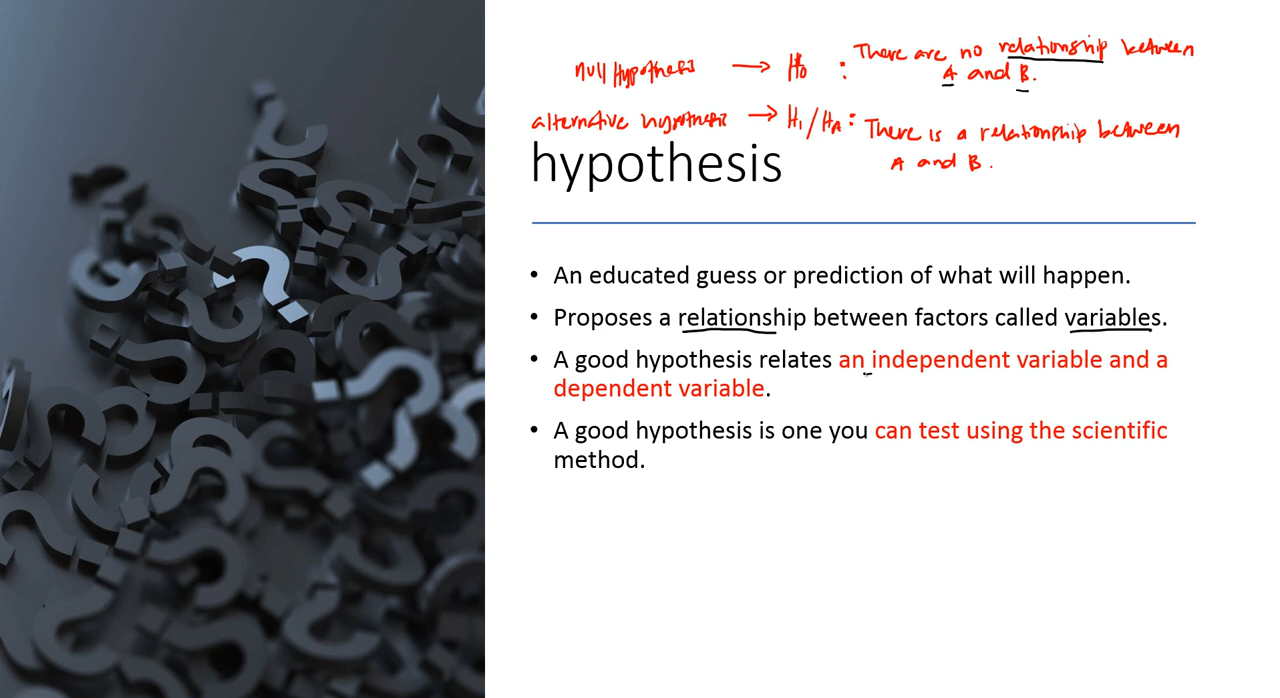 null Hypothesis → H0 : There are no relationship between
A and B.
alternative hypothesis → H1/HA : There is a relationship between
A and B.
hypothesis
• An educated guess or prediction of what will happen.
• Proposes a relationship between factors called variables.
• A good hypothesis relates an independent variable and a
dependent variable.
• A good hypothesis is one you can test using the scientific
method.